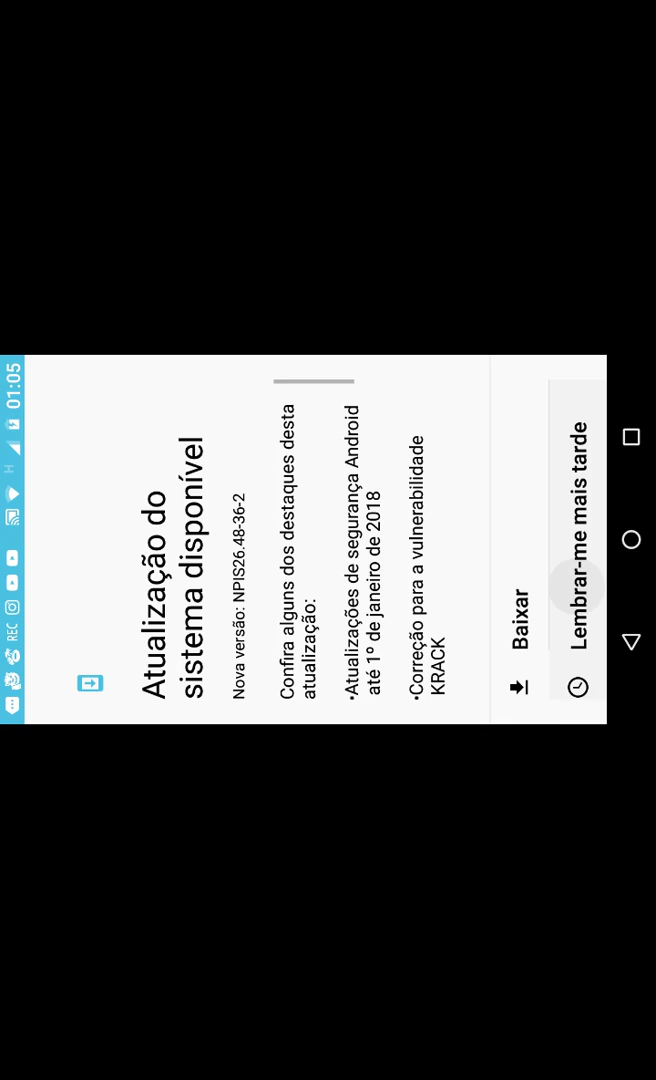 REC H 01:05
Atualização do
sistema disponível
Nova versão: NPIS26.48-36-2
Confira alguns dos destaques desta
atualização:
•Atualizações de segurança Android
até 1º de janeiro de 2018
•Correção para a vulnerabilidade
KRACK
Baixar
Lembrar-me mais tarde